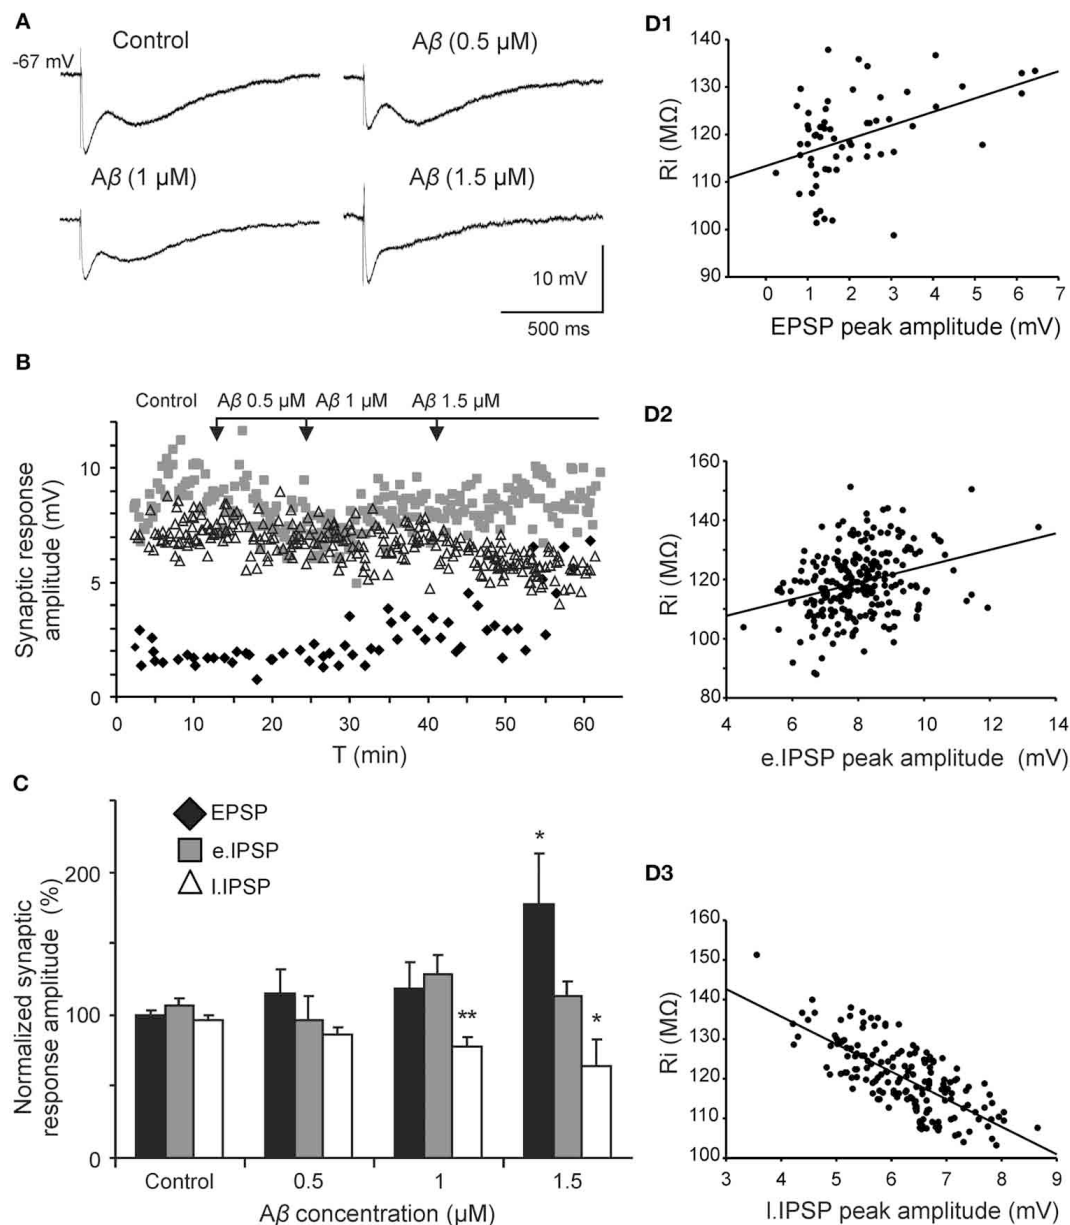 A
Control
Aβ (0.5 µM)
-67 mV
Aβ (1 µM)
Aβ (1.5 µM)
10 mV
500 ms
B
Control
Aβ 0.5 µM
Aβ 1 µM
Aβ 1.5 µM
Synaptic response
amplitude (mV)
10
5
0
0 10 20 30 40 50 60
T (min)
C
EPSP
e.IPSP
l.IPSP
Normalized synaptic
response amplitude (%)
200
100
0
*
**
*
Control 0.5 1 1.5
Aβ concentration (µM)
D1
Ri (MΩ)
140
130
120
110
100
90
0 1 2 3 4 5 6 7
EPSP peak amplitude (mV)
D2
Ri (MΩ)
160
140
120
100
80
4 6 8 10 12 14
e.IPSP peak amplitude (mV)
D3
Ri (MΩ)
160
150
140
130
120
110
100
3 4 5 6 7 8 9
l.IPSP peak amplitude (mV)